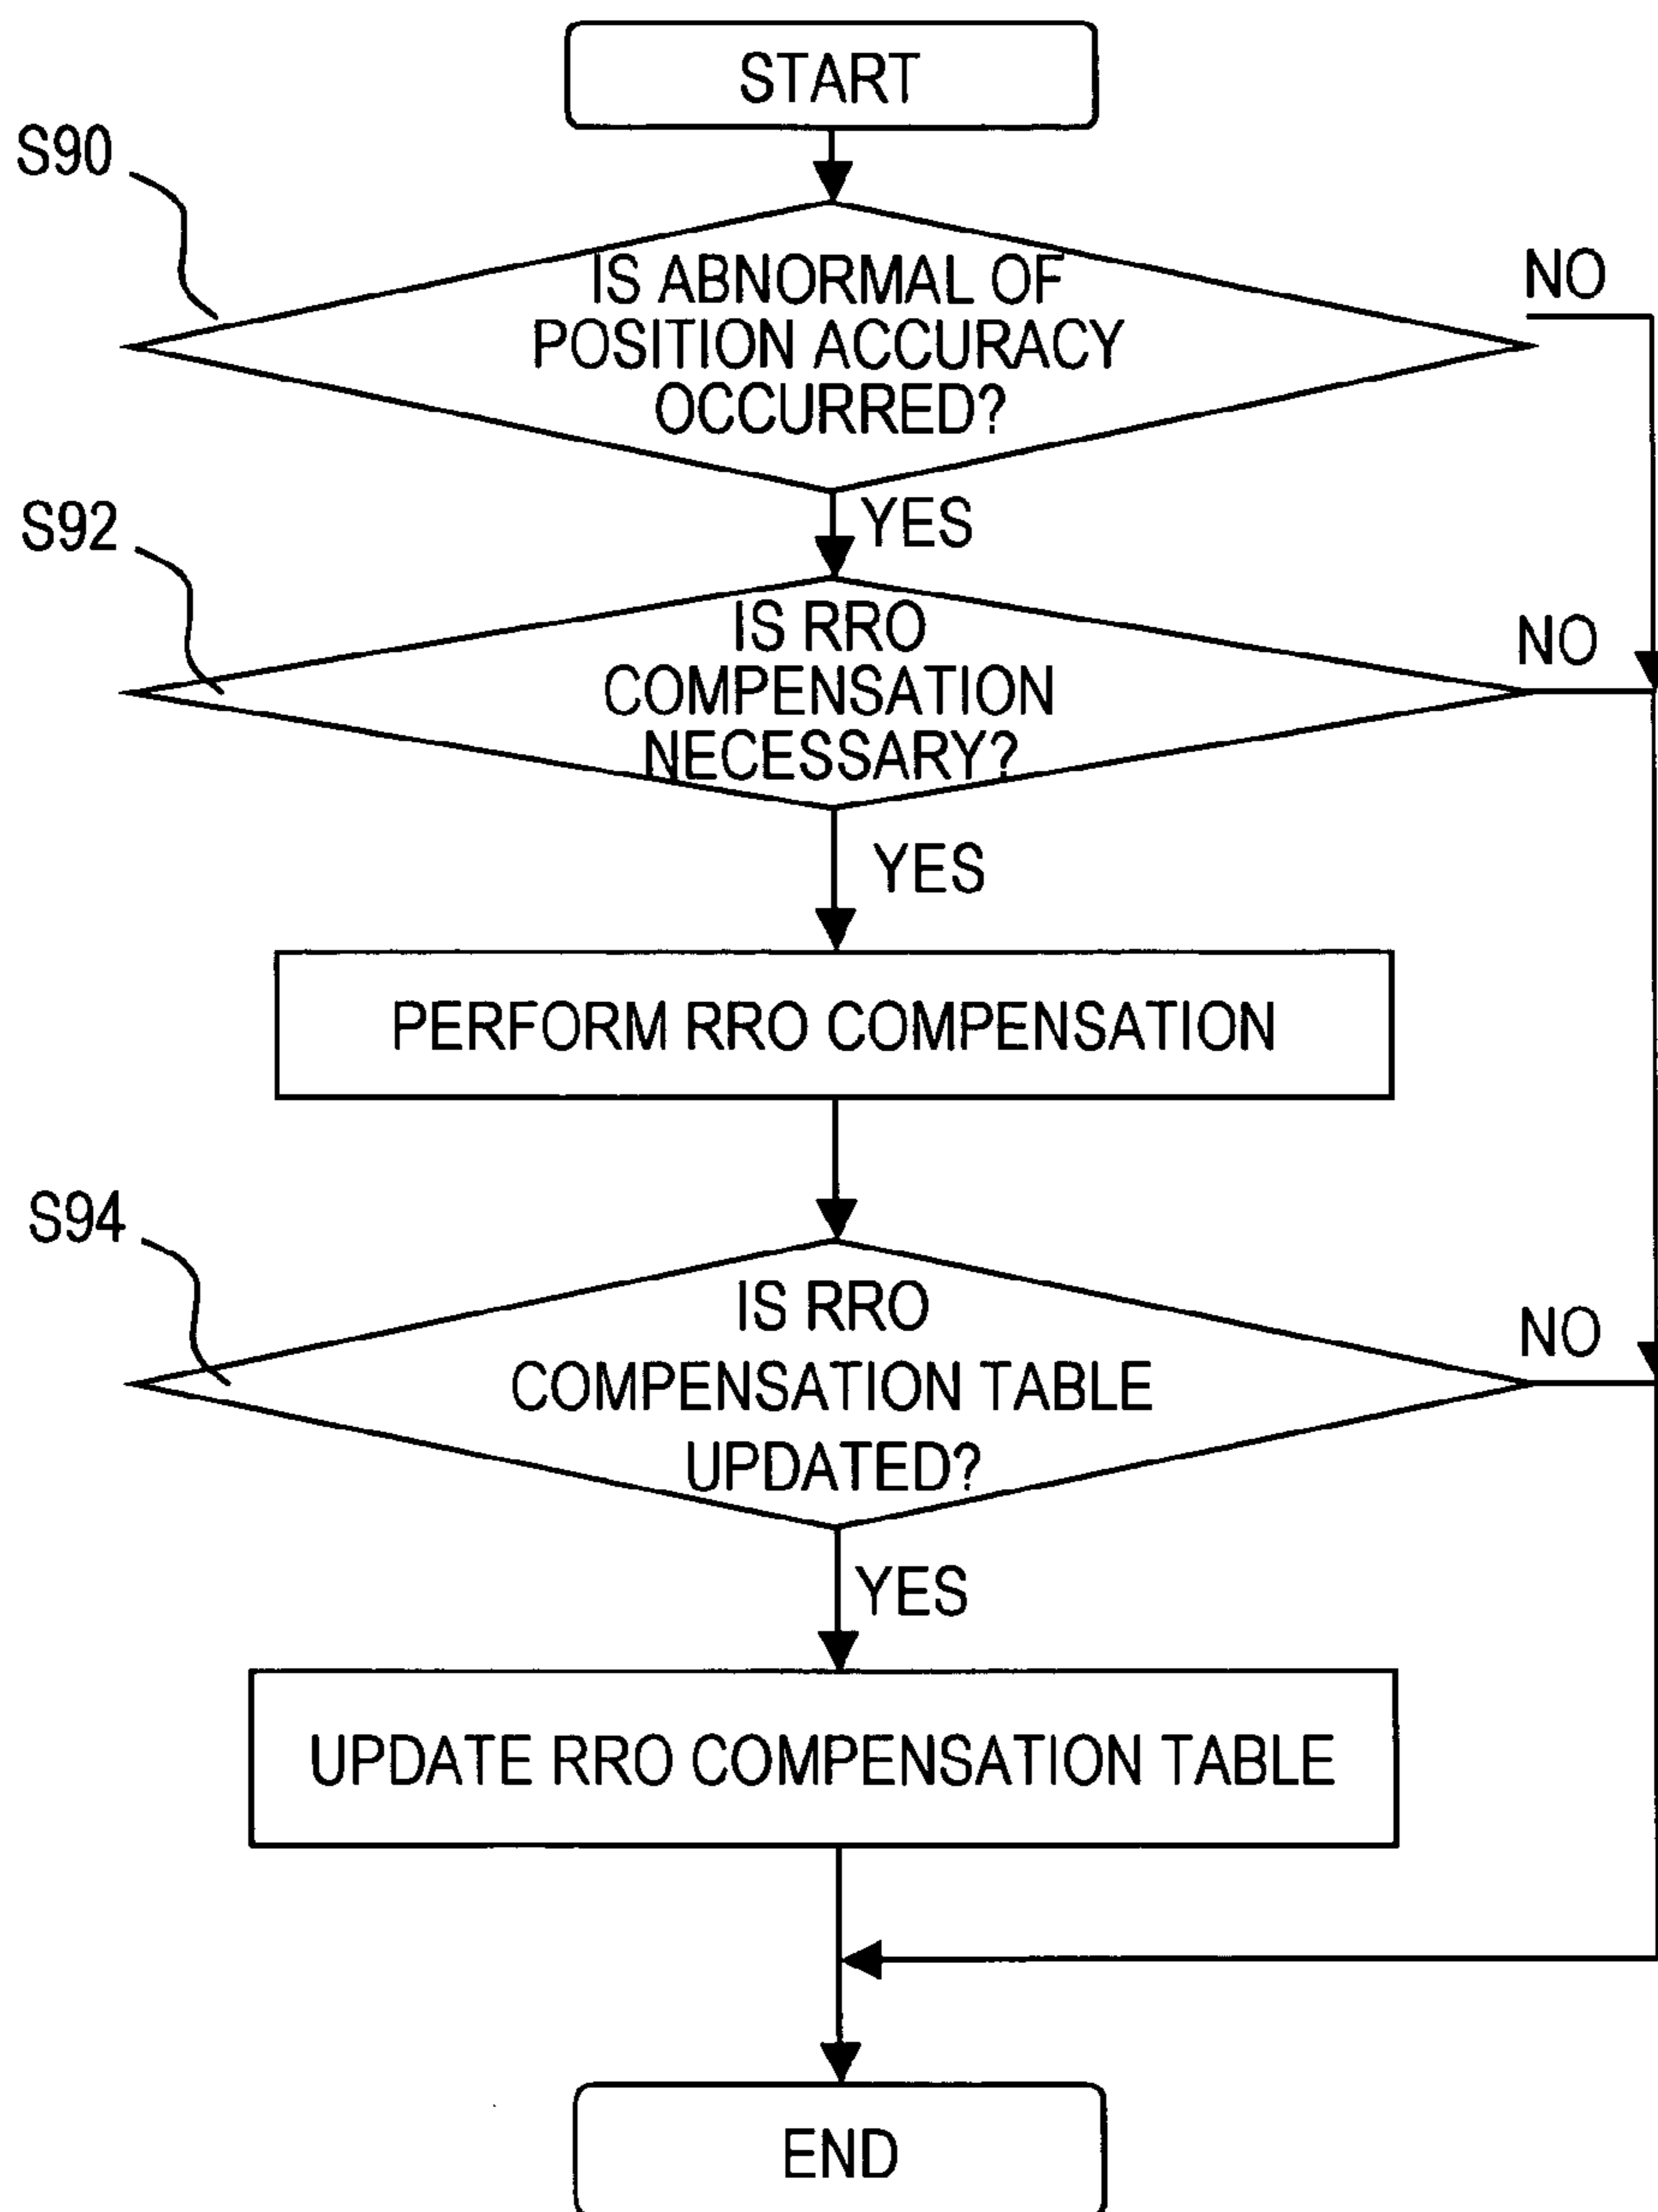 START
S90
IS ABNORMAL OF
POSITION ACCURACY
OCCURRED?
NO
YES
S92
IS RRO
COMPENSATION
NECESSARY?
NO
YES
PERFORM RRO COMPENSATION
S94
IS RRO
COMPENSATION TABLE
UPDATED?
NO
YES
UPDATE RRO COMPENSATION TABLE
END